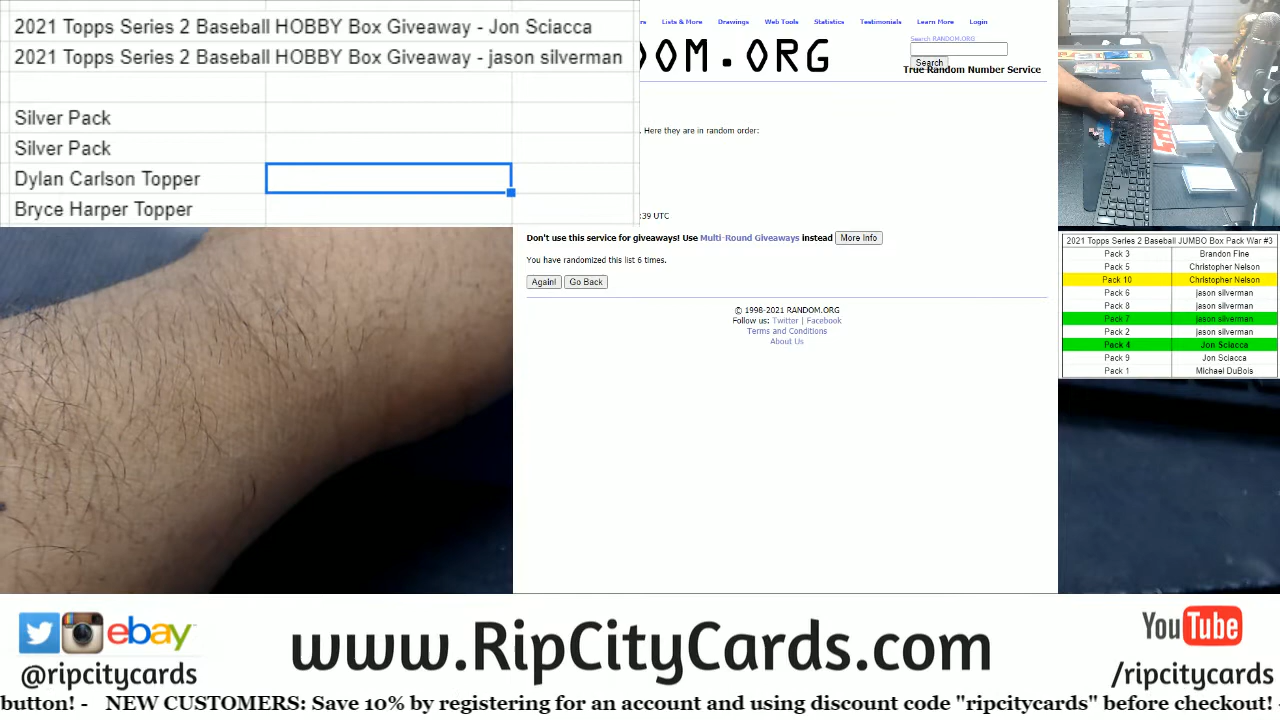 2021 Topps Series 2 Baseball HOBBY Box Giveaway - Jon Sciacca
2021 Topps Series 2 Baseball HOBBY Box Giveaway - jason silverman
Silver Pack
Silver Pack
Dylan Carlson Topper
Bryce Harper Topper
Lists & More Drawings Web Tools Statistics Testimonials Learn More Login
Search RANDOM.ORG
DOM.ORG
Search
True Random Number Service
. Here they are in random order:
:39 UTC
Don't use this service for giveaways! Use Multi-Round Giveaways instead More Info
You have randomized this list 6 times.
Again! Go Back
© 1998-2021 RANDOM.ORG
Follow us: Twitter | Facebook
Terms and Conditions
About Us
2021 Topps Series 2 Baseball JUMBO Box Pack War #3
Pack 3 Brandon Fine
Pack 5 Christopher Nelson
Pack 10 Christopher Nelson
Pack 6 jason silverman
Pack 8 jason silverman
Pack 7 jason silverman
Pack 2 jason silverman
Pack 4 Jon Sciacca
Pack 9 Jon Sciacca
Pack 1 Michael DuBois
ebay
@ripcitycards
www.RipCityCards.com
YouTube
/ripcitycards
button! - NEW CUSTOMERS: Save 10% by registering for an account and using discount code "ripcitycards" before checkout! -